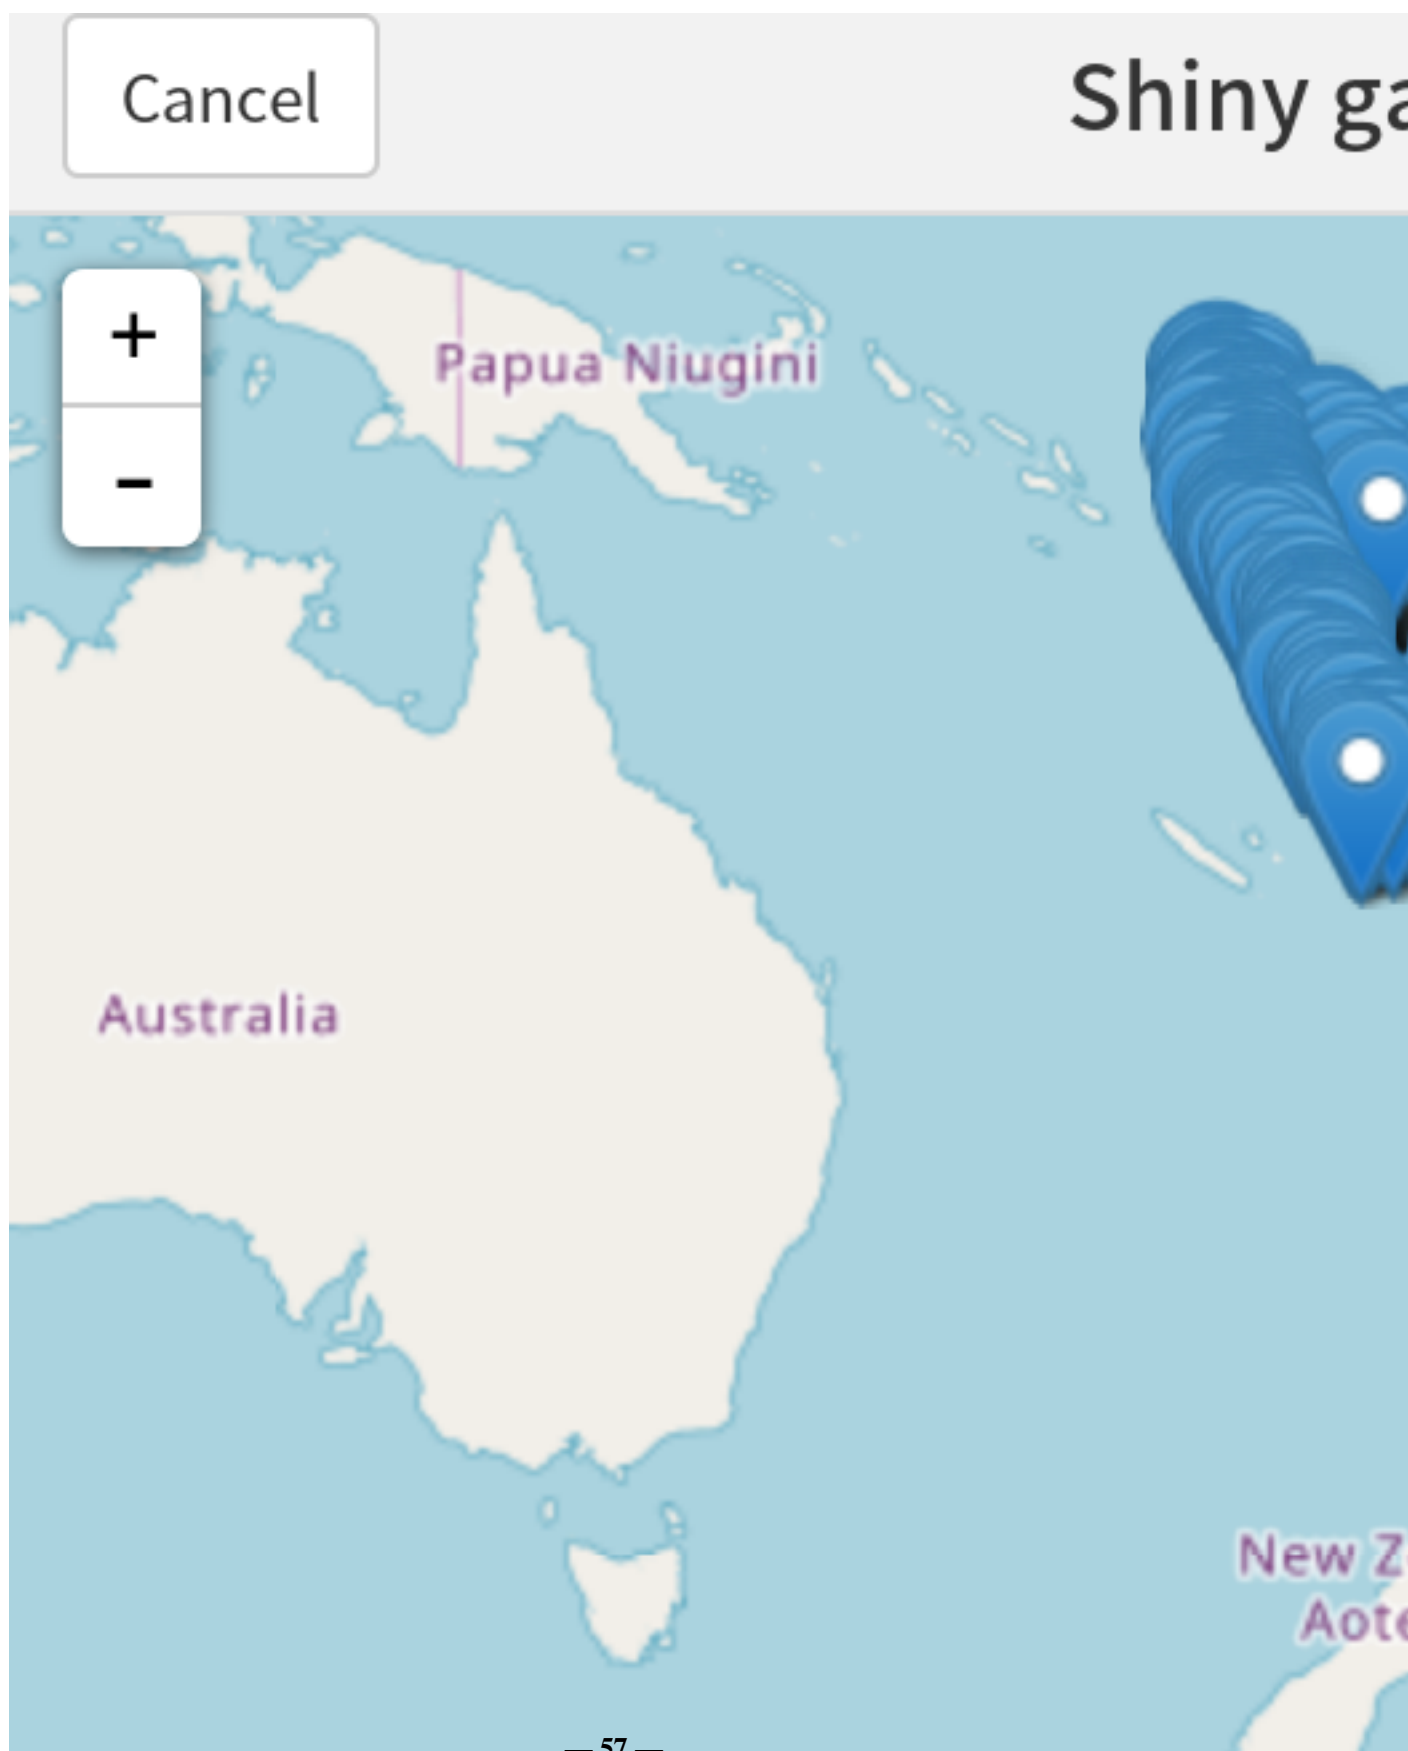 Cancel
Shiny ga
+
Papua Niugini
-
Australia
New Z
Aote
— 57 —